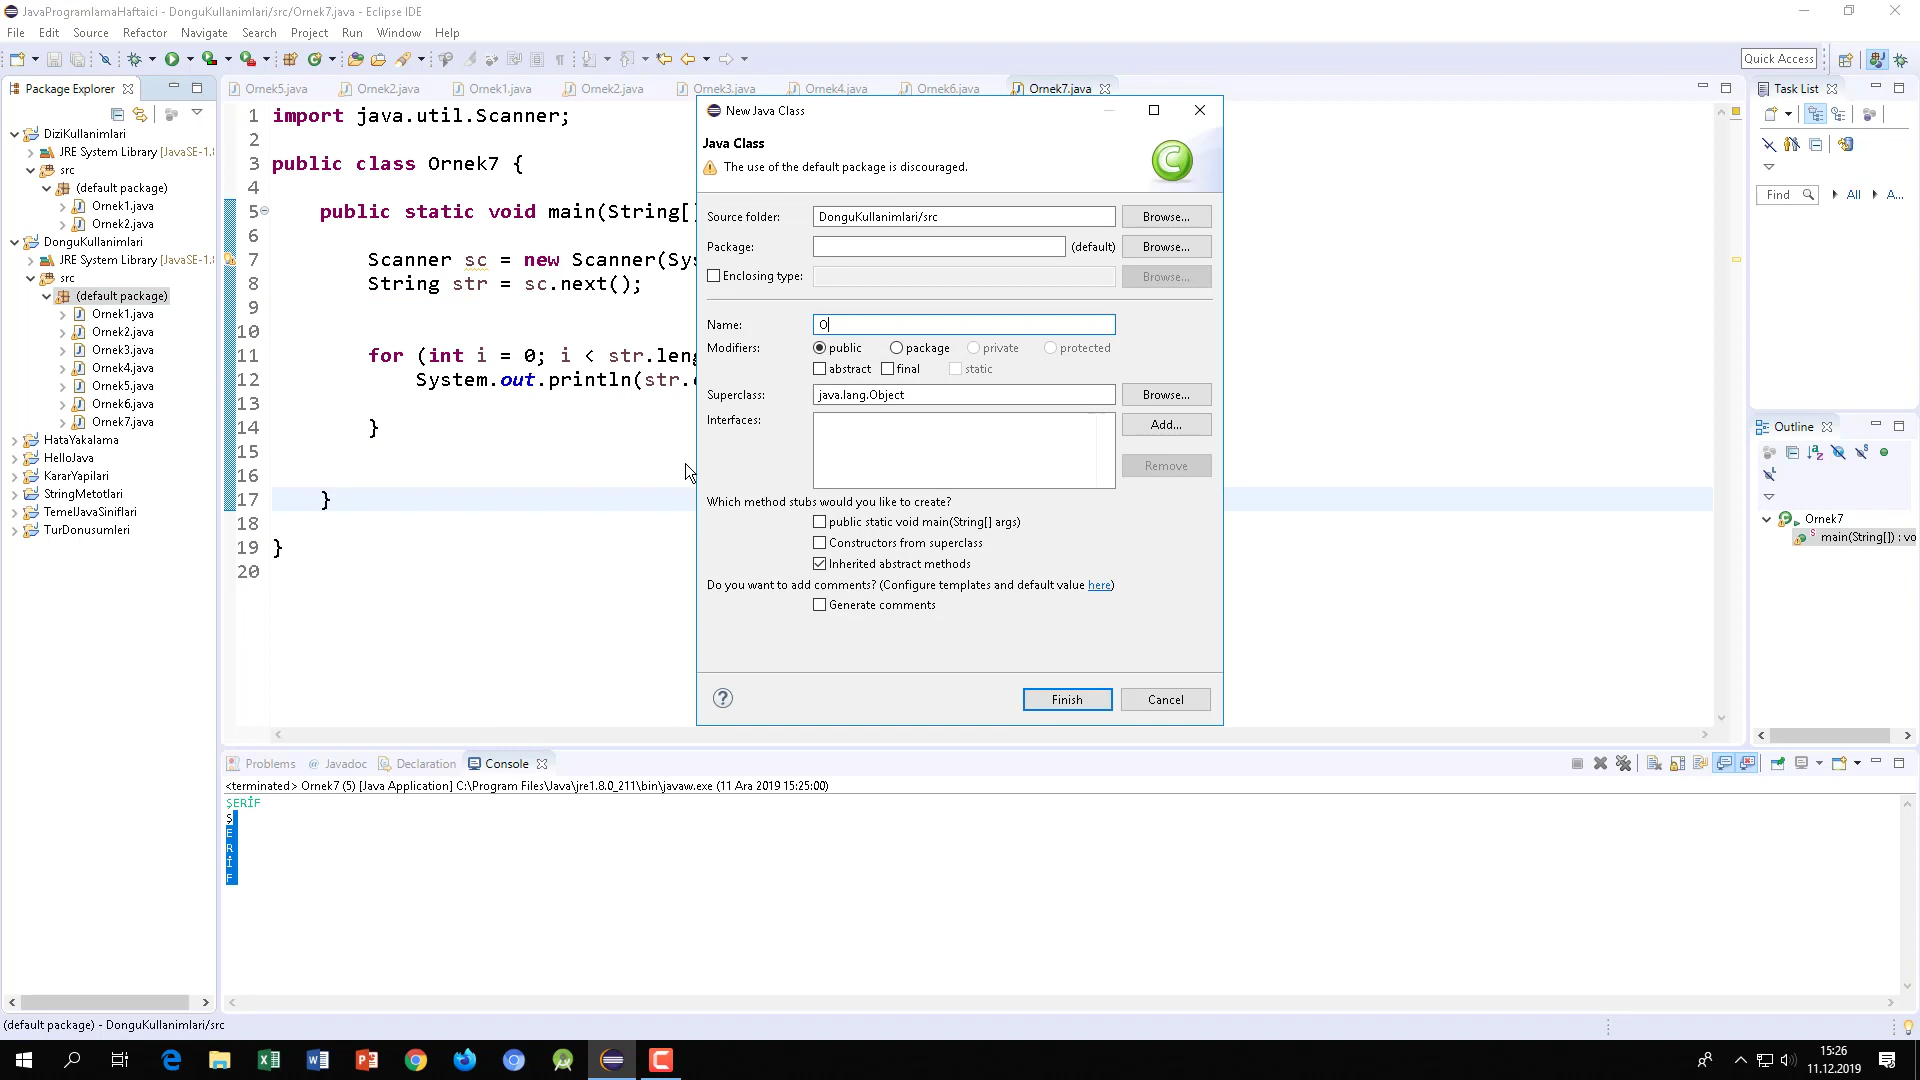 JavaProgramlamaHaftaici - DonguKullanimlari/src/Ornek7.java - Eclipse IDE
File Edit Source Refactor Navigate Search Project Run Window Help
Quick Access
Package Explorer
Ornek5.java Ornek2.java Ornek1.java Ornek2.java Ornek3.java Ornek4.java Ornek6.java Ornek7.java
Task List
DiziKullanimlari
JRE System Library [JavaSE-1.8
src
(default package)
Ornek1.java
Ornek2.java
DonguKullanimlari
JRE System Library [JavaSE-1.8
src
(default package)
Ornek1.java
Ornek2.java
Ornek3.java
Ornek4.java
Ornek5.java
Ornek6.java
Ornek7.java
HataYakalama
HelloJava
KararYapilari
StringMetotlari
TemelJavaSiniflari
TurDonusumleri
1 import java.util.Scanner;
2
3 public class Ornek7 {
4
5 public static void main(String[]
6
7 Scanner sc = new Scanner(Sys
8 String str = sc.next();
9
10
11 for (int i = 0; i < str.leng
12 System.out.println(str.
13
14 }
15
16
17 }
18
19 }
20
New Java Class
Java Class
The use of the default package is discouraged.
Source folder: DonguKullanimlari/src Browse...
Package: (default) Browse...
Enclosing type: Browse...
Name: O
Modifiers: public package private protected
abstract final static
Superclass: java.lang.Object Browse...
Interfaces: Add...
Remove
Which method stubs would you like to create?
public static void main(String[] args)
Constructors from superclass
Inherited abstract methods
Do you want to add comments? (Configure templates and default value here)
Generate comments
Finish Cancel
Find All A...
Outline
Ornek7
main(String[]) : vo
Problems @ Javadoc Declaration Console
<terminated> Ornek7 (5) [Java Application] C:\Program Files\Java\jre1.8.0_211\bin\javaw.exe (11 Ara 2019 15:25:00)
ŞERİF
Ş
E
R
İ
F
(default package) - DonguKullanimlari/src
15:26
11.12.2019